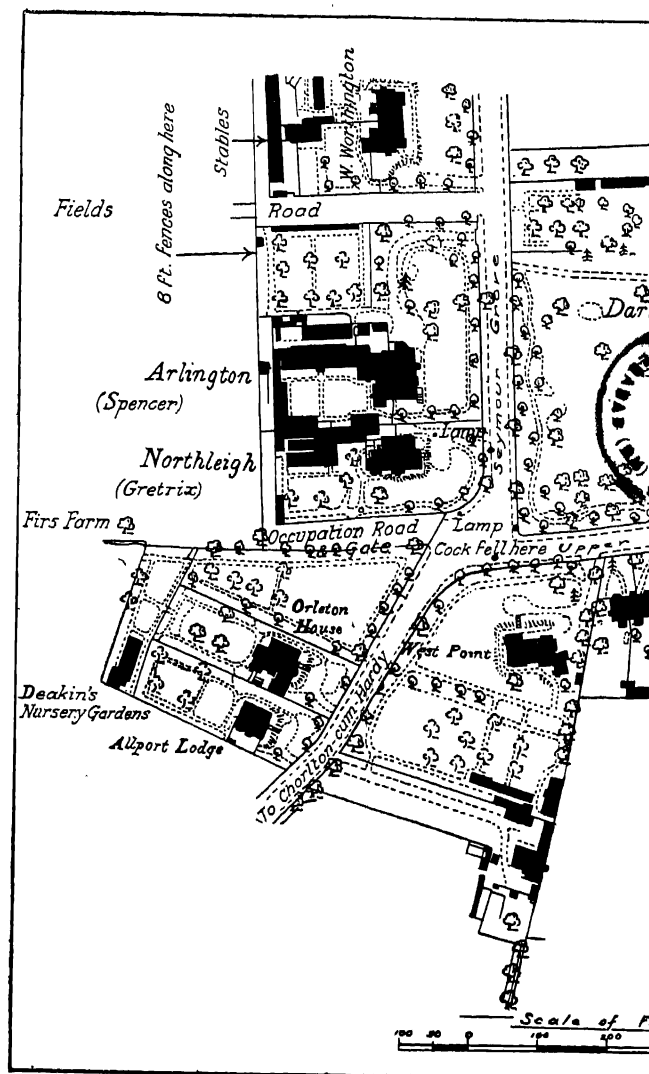 W. Worthington
Stables
8 ft. fences along here
Fields
Road
Seymour Grove
Dar
Arlington
(Spencer)
Lamp
Northleigh
(Gretrix)
Firs Farm
Occupation Road
& Gate
Lamp
Cock fell here
UPPER
Orleton
House
West Point
Deakin's
Nursery Gardens
Allport Lodge
To Chorlton-cum-Hardy
Scale of F
100 50 0 100 200